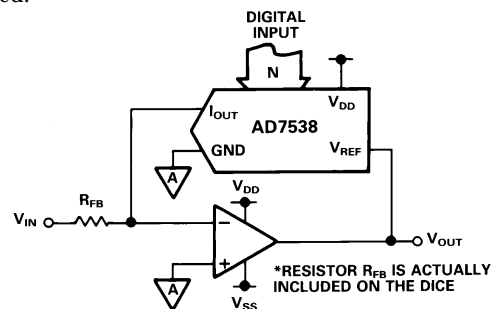 ed.
DIGITAL
INPUT
N
VDD
IOUT
AD7538
GND
VREF
A
RFB
VDD
VIN
−
VOUT
+
A
*RESISTOR RFB IS ACTUALLY
INCLUDED ON THE DICE
VSS